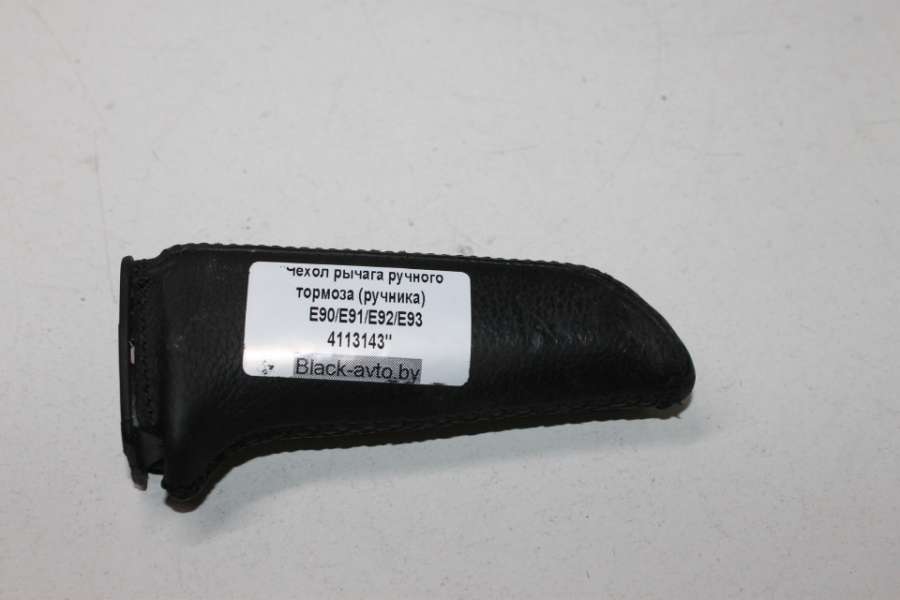 "Чехол рычага ручного
тормоза (ручника)
E90/E91/E92/E93
4113143"
Black-avto.by